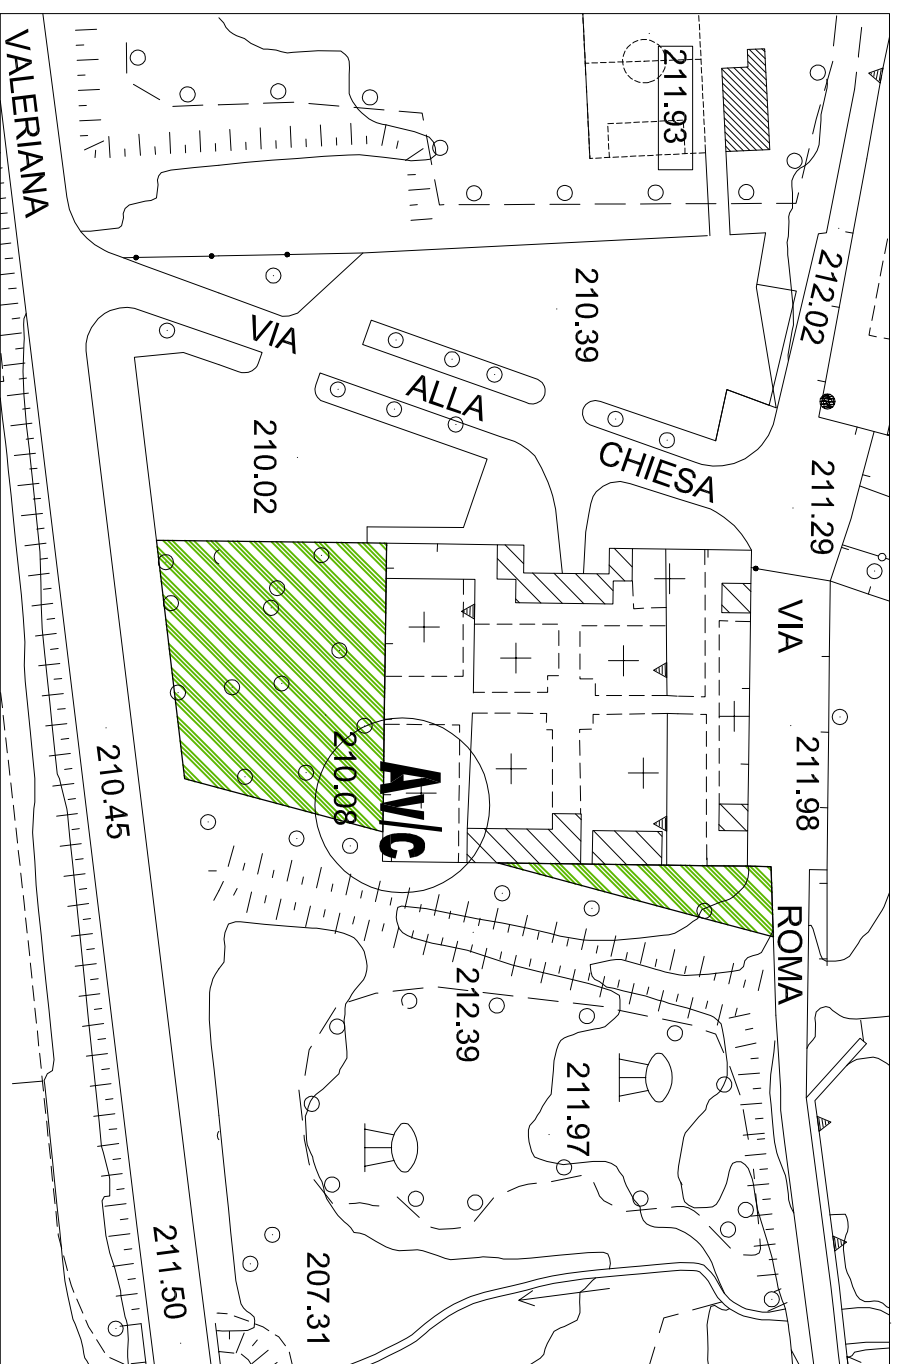 VALERIANA
211.93
212.02
210.39
VIA
ALLA
CHIESA
210.02
211.29
VIA
211.98
210.45
210.08
Av/c
ROMA
212.39
211.97
211.50
207.31